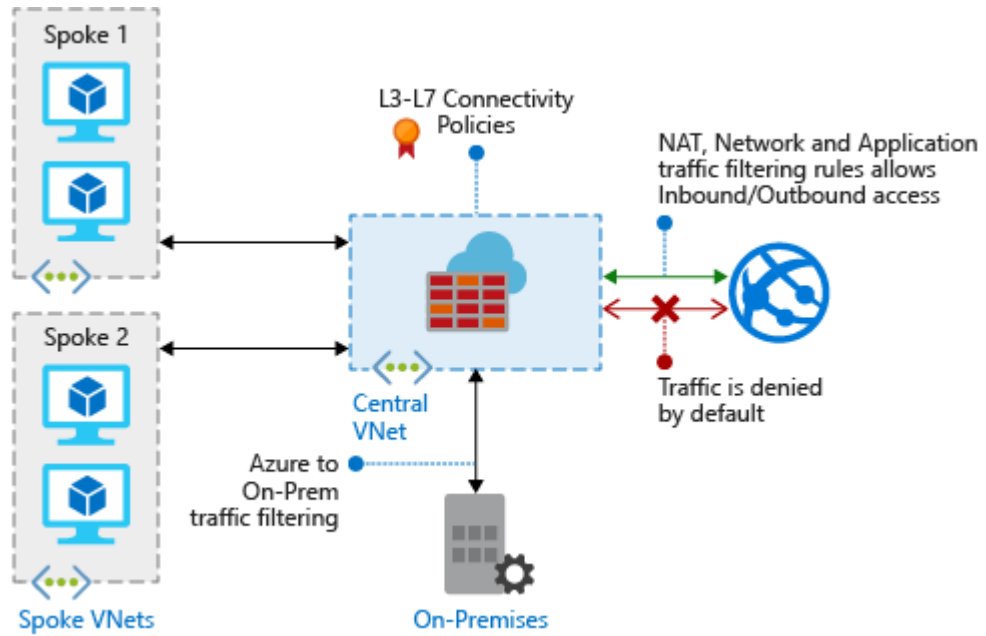 Spoke 1
L3-L7 Connectivity
Policies
NAT, Network and Application
traffic filtering rules allows
Inbound/Outbound access
Spoke 2
Central
VNet
Traffic is denied
by default
Azure to
On-Prem
traffic filtering
Spoke VNets
On-Premises